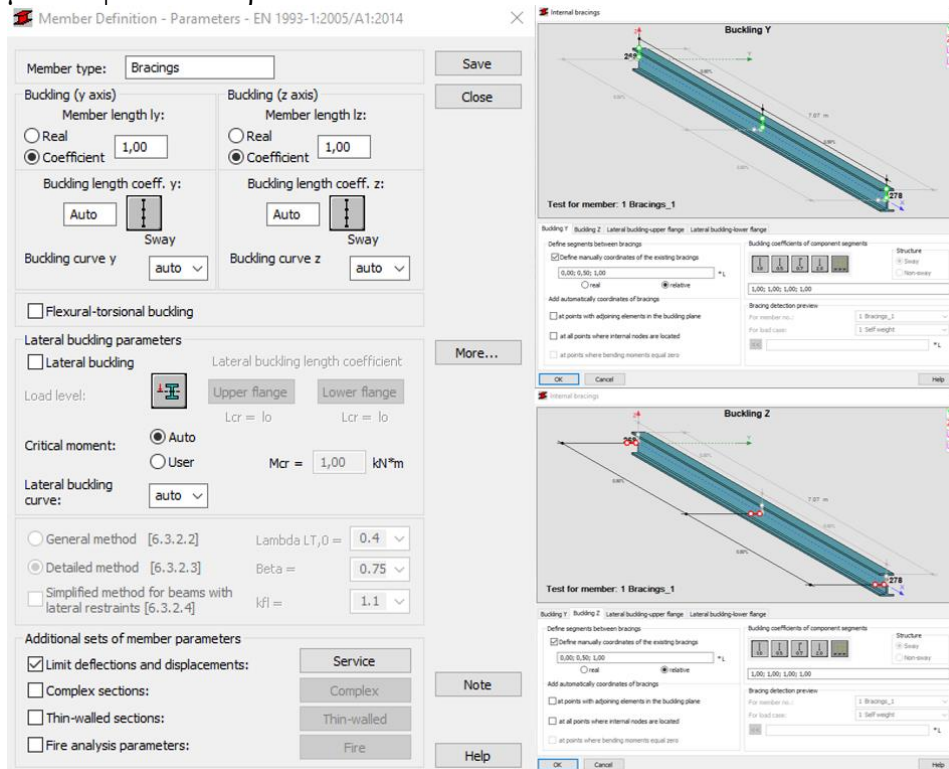 Member Definition - Parameters - EN 1993-1:2005/A1:2014
Member type: Bracings
Save
Close
Buckling (y axis)
Member length ly:
Real
Coefficient
1,00
Buckling length coeff. y:
Auto
Sway
Buckling curve y
auto
Buckling (z axis)
Member length lz:
Real
Coefficient
1,00
Buckling length coeff. z:
Auto
Sway
Buckling curve z
auto
Flexural-torsional buckling
Lateral buckling parameters
Lateral buckling
Lateral buckling length coefficient
More...
Load level:
Upper flange
Lower flange
Lcr = lo
Lcr = lo
Critical moment:
Auto
User
Mcr = 1,00 kN*m
Lateral buckling
curve:
auto
General method [6.3.2.2]
Lambda LT,0 = 0.4
Detailed method [6.3.2.3]
Beta = 0.75
Simplified method for beams with
lateral restraints [6.3.2.4]
kfl = 1.1
Additional sets of member parameters
Limit deflections and displacements:
Service
Complex sections:
Complex
Note
Thin-walled sections:
Thin-walled
Fire analysis parameters:
Fire
Help
Internal bracings
Buckling Y
7.07 m
278
Test for member: 1 Bracings_1
Buckling Y Buckling Z Lateral buckling-upper flange Lateral buckling-lower flange
Define segments between bracings
Define manually coordinates of the existing bracings
0,00; 0,50; 1,00 *L
real relative
Add automatically coordinates of bracings
at points with adjoining elements in the buckling plane
at all points where internal nodes are located
at points where bending moments equal zero
Buckling coefficients of component segments
1,00; 1,00; 1,00; 1,00
Structure
Sway
Non-sway
Bracing detection preview
For member no.: 1 Bracings_1
For load case: 1 Self weight
*L
OK Cancel Help
Internal bracings
Buckling Z
7.07 m
278
Test for member: 1 Bracings_1
Buckling Y Buckling Z Lateral buckling-upper flange Lateral buckling-lower flange
Define segments between bracings
Define manually coordinates of the existing bracings
0,00; 0,50; 1,00 *L
real relative
Add automatically coordinates of bracings
at points with adjoining elements in the buckling plane
at all points where internal nodes are located
at points where bending moments equal zero
Buckling coefficients of component segments
1,00; 1,00; 1,00; 1,00
Structure
Sway
Non-sway
Bracing detection preview
For member no.: 1 Bracings_1
For load case: 1 Self weight
*L
OK Cancel Help